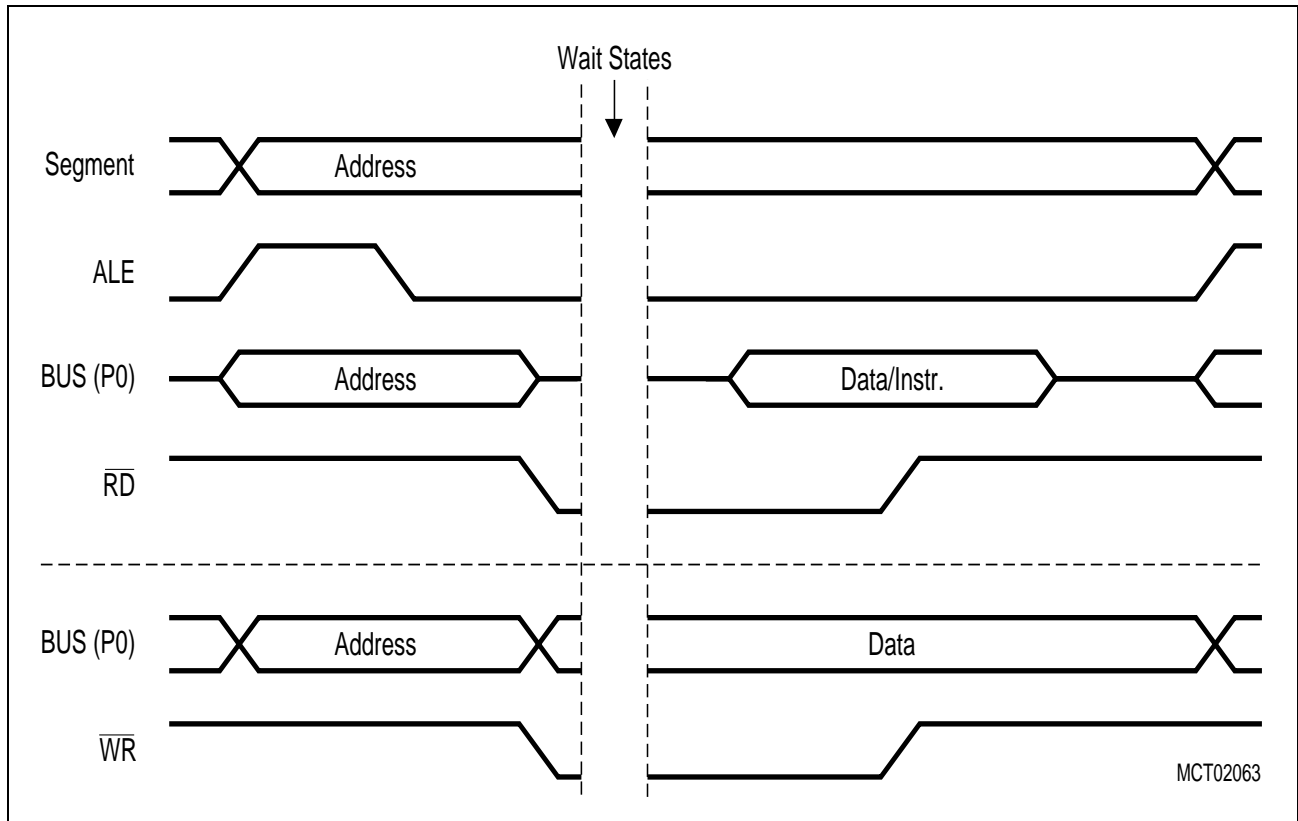 Wait States
Segment
Address
ALE
BUS (P0)
Address
Data/Instr.
RD
BUS (P0)
Address
Data
WR
MCT02063